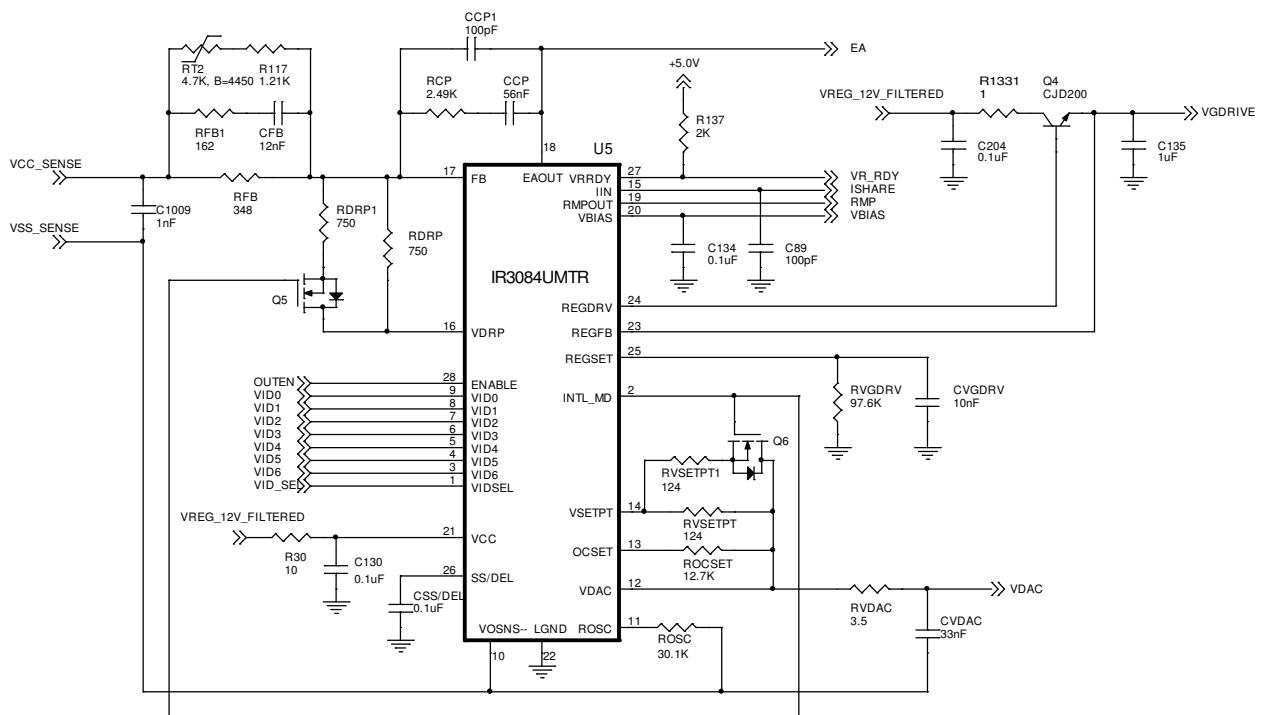 CCP1
100pF
EA
RT2
4.7K, B=4450
R117
1.21K
RCP
2.49K
CCP
56nF
+5.0V
R137
2K
VREG_12V_FILTERED
R1331
1
Q4
CJD200
VGDRIVE
C204
0.1uF
C135
1uF
RFB1
162
CFB
12nF
VCC_SENSE
RFB
348
C1009
1nF
VSS_SENSE
RDRP1
750
RDRP
750
Q5
U5
IR3084UMTR
18
EAOUT
17
FB
16
VDRP
VRRDY
27
VR_RDY
IIN
15
ISHARE
RMPOUT
19
RMP
VBIAS
20
VBIAS
C134
0.1uF
C89
100pF
REGDRV
24
REGFB
23
REGSET
25
RVGDRV
97.6K
CVGDRV
10nF
INTL_MD
2
OUTEN
28
ENABLE
VID0
9
VID0
VID1
8
VID1
VID2
7
VID2
VID3
6
VID3
VID4
5
VID4
VID5
4
VID5
VID6
3
VID6
VID_SEL
1
VIDSEL
Q6
RVSETPT1
124
VSETPT
14
RVSETPT
124
OCSET
13
ROCSET
12.7K
VDAC
12
RVDAC
3.5
VDAC
CVDAC
33nF
VREG_12V_FILTERED
R30
10
21
VCC
C130
0.1uF
26
SS/DEL
CSS/DEL
0.1uF
VOSNS--
10
LGND
22
ROSC
11
ROSC
30.1K